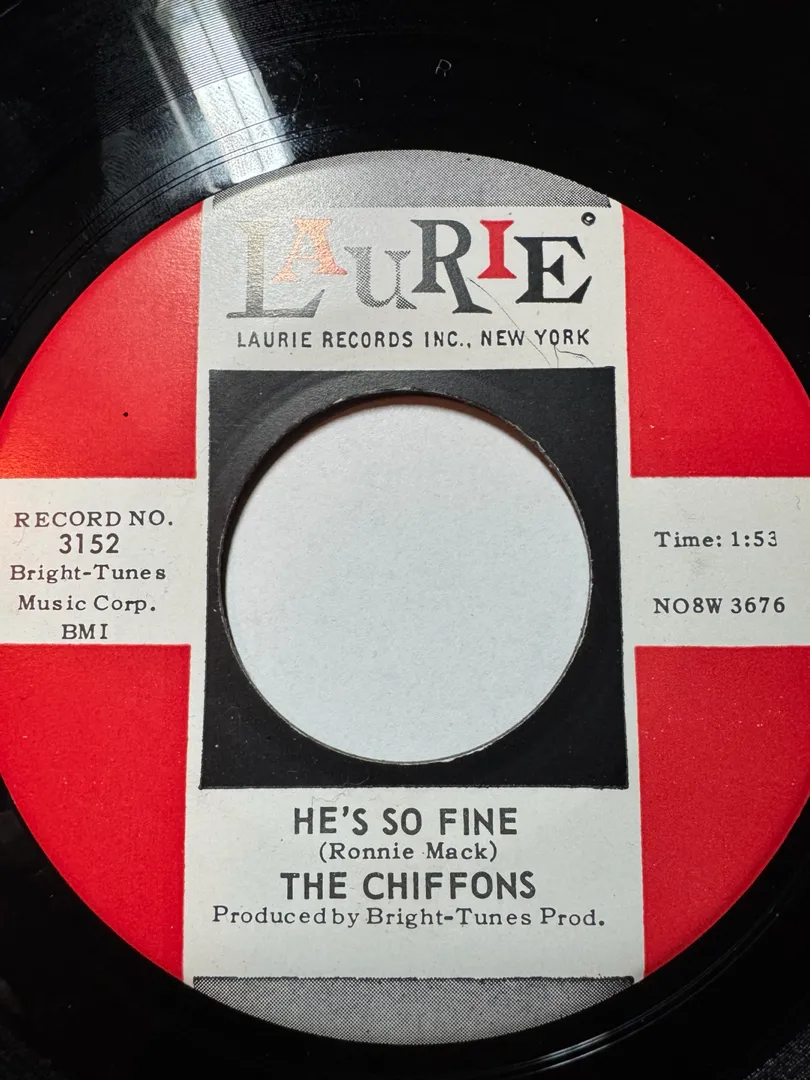 LAURIE
LAURIE RECORDS INC., NEW YORK
RECORD NO.
3152
Bright-Tunes
Music Corp.
BMI
Time: 1:53
NO8W 3676
HE'S SO FINE
(Ronnie Mack)
THE CHIFFONS
Produced by Bright-Tunes Prod.